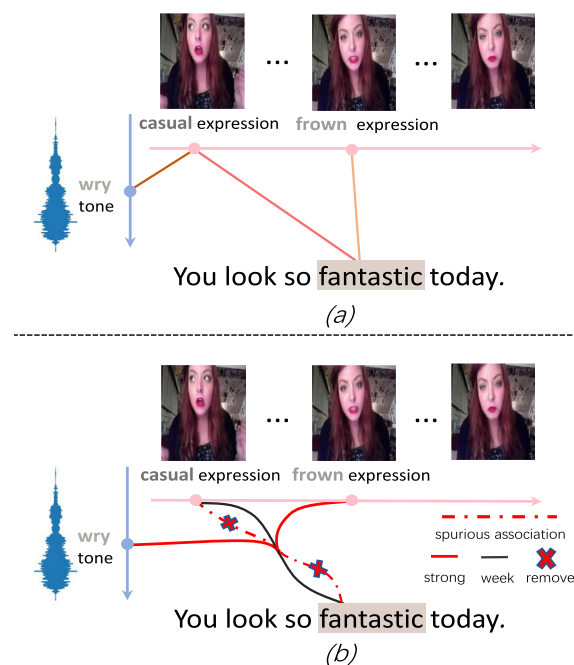 ...
...
casual expression
frown expression
wry
tone
You look so fantastic today.
(a)
...
...
casual expression
frown expression
wry
tone
spurious association
strong
week
remove
You look so fantastic today.
(b)